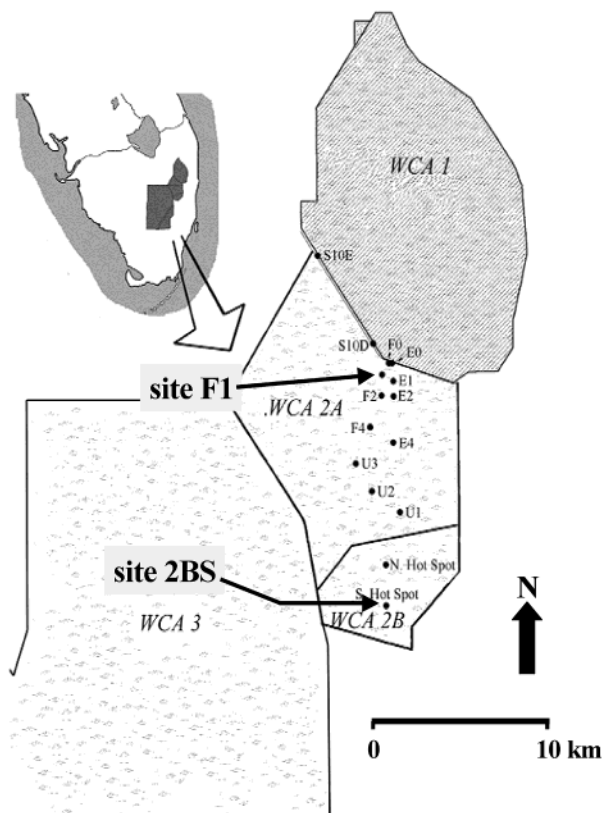 WCA 1
S10E
S10D
F0
E0
site F1
E1
F2
E2
WCA 2A
F4
E4
U3
U2
U1
site 2BS
N. Hot Spot
S. Hot Spot
WCA 2B
WCA 3
N
0
10 km